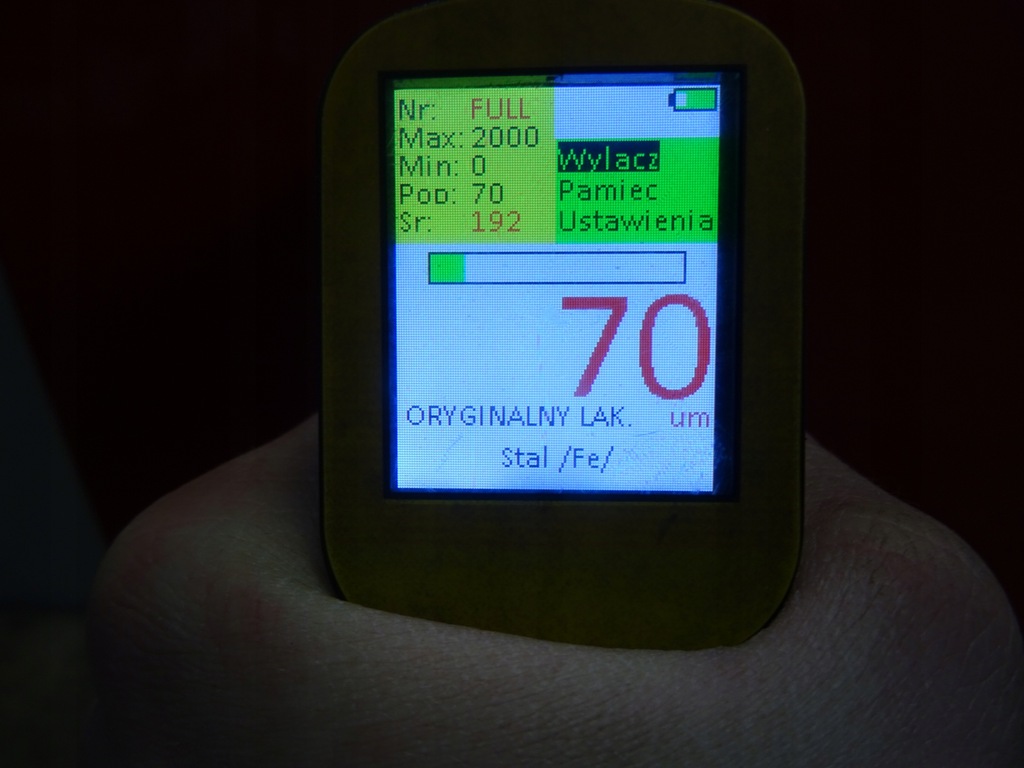 Nr: FULL
Max: 2000
Min: 0
Pop: 70
Sr: 192
Wylacz
Pamiec
Ustawienia
70
ORYGINALNY LAK. um
Stal /Fe/